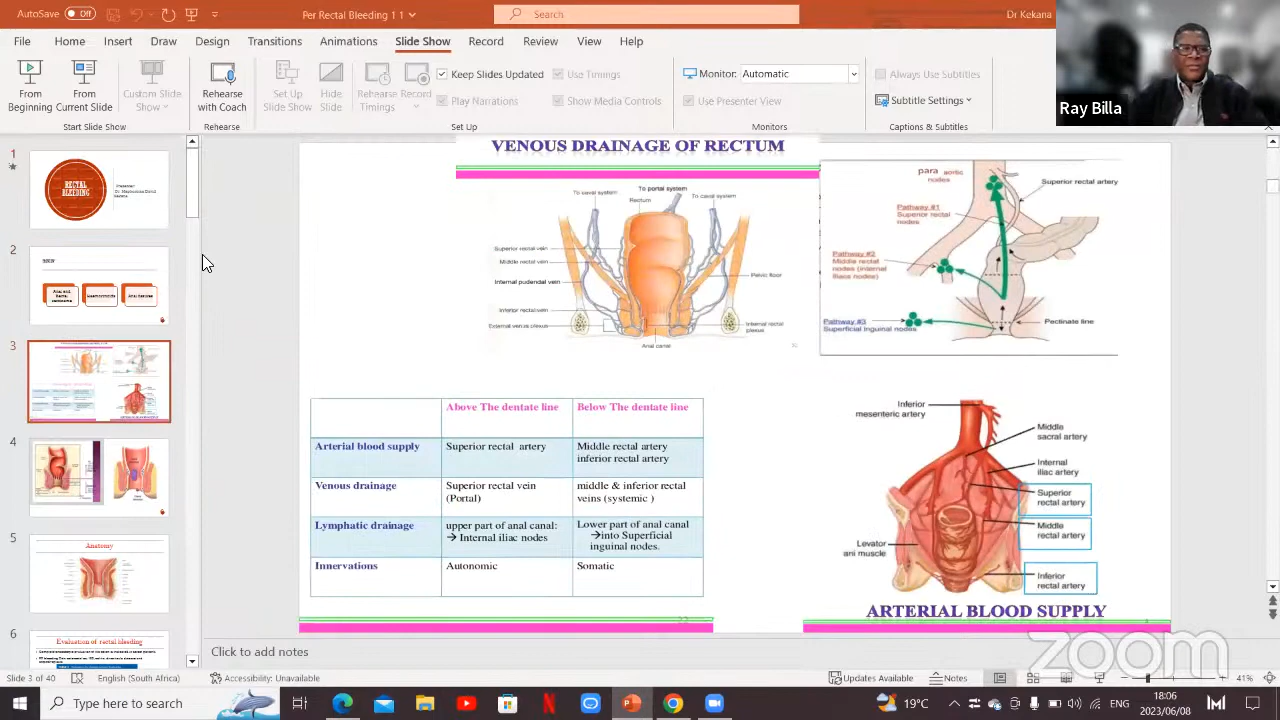 AutoSave Off
Rectal Bleeding 1 1
Search
Dr Kekana
File Home Insert Draw Design Transitions Animations Slide Show Record Review View Help
From Beginning
From Current Slide
Custom Slide Show
Start Slide Show
Rehearse with Coach
Rehearse
Set Up Slide Show
Hide Slide
Rehearse Timings
Record
Keep Slides Updated
Use Timings
Play Narrations
Show Media Controls
Set Up
Monitor: Automatic
Use Presenter View
Monitors
Always Use Subtitles
Subtitle Settings
Captions & Subtitles
Ray Billa
RECTAL BLEEDING
4
5
Anatomy
6
Evaluation of rectal bleeding
VENOUS DRAINAGE OF RECTUM
To caval system
To portal system
To caval system
Rectum
Superior rectal vein
Middle rectal vein
Internal pudendal vein
Inferior rectal vein
External venous plexus
Pelvic floor
Internal rectal plexus
Anal canal
para aortic nodes
Superior rectal artery
Pathway #1
Superior rectal nodes
Pathway #2
Middle rectal nodes (internal iliacs nodes)
Pathway #3
Superficial inguinal nodes
Pectinate line
Above The dentate line
Below The dentate line
Arterial blood supply
Superior rectal artery
Middle rectal artery
inferior rectal artery
Venous drainage
Superior rectal vein
(Portal)
middle & inferior rectal
veins (systemic )
Lymphatic drainage
upper part of anal canal:
→ Internal iliac nodes
Lower part of anal canal
→into Superficial
inguinal nodes.
Innervations
Autonomic
Somatic
22
Inferior
mesenteric artery
Middle
sacral artery
Internal
iliac artery
Superior
rectal artery
Middle
rectal artery
Levator
ani muscle
Inferior
rectal artery
ARTERIAL BLOOD SUPPLY
Click to add notes
zoom
Slide 3 of 40
English (South Africa)
Accessibility: Unavailable
Updates Available
Notes
41%
Type here to search
19°C
ENG
18:06
2023/06/08